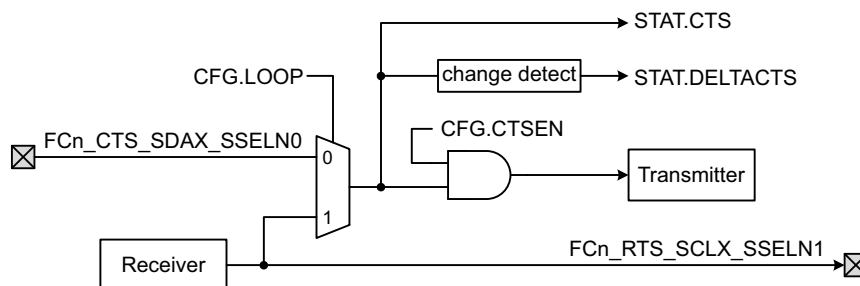 STAT.CTS
CFG.LOOP
change detect
STAT.DELTACTS
FCn_CTS_SDAX_SSELN0
CFG.CTSEN
0
Transmitter
1
Receiver
FCn_RTS_SCLX_SSELN1